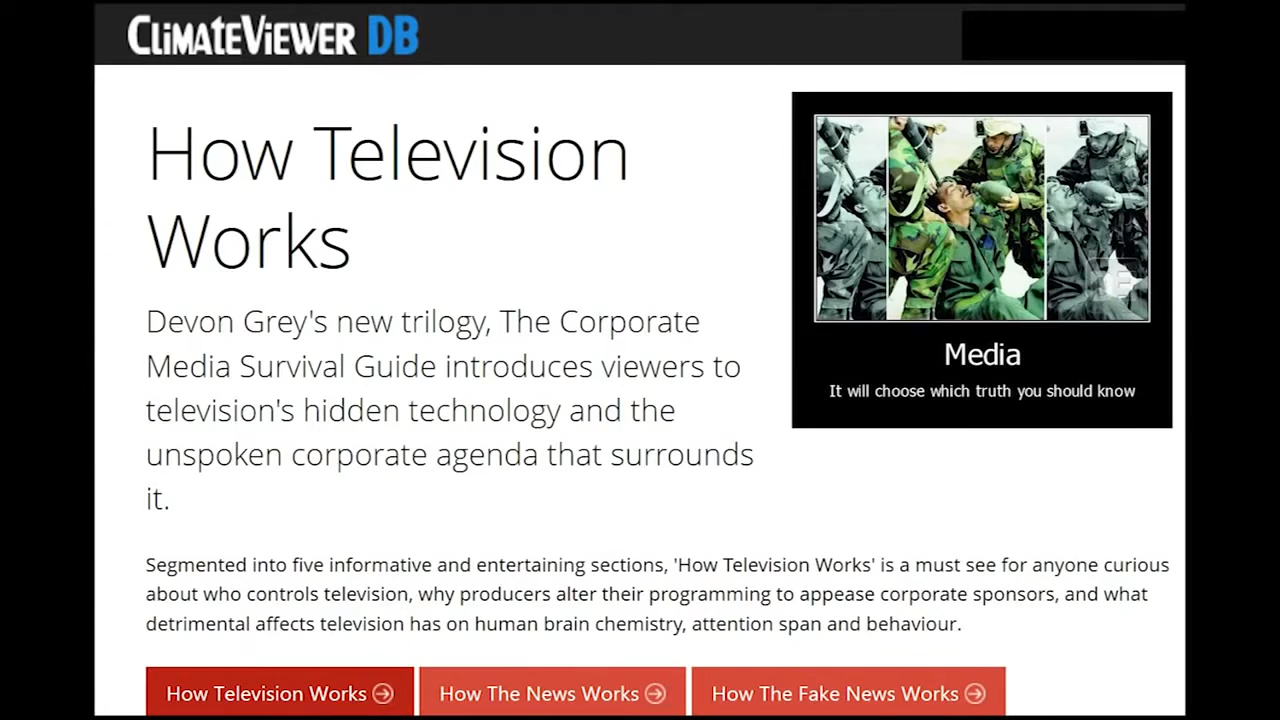 CLiMATEViEWER DB
How Television
Works
Devon Grey's new trilogy, The Corporate
Media Survival Guide introduces viewers to
television's hidden technology and the
unspoken corporate agenda that surrounds
it.
Media
It will choose which truth you should know
Segmented into five informative and entertaining sections, 'How Television Works' is a must see for anyone curious
about who controls television, why producers alter their programming to appease corporate sponsors, and what
detrimental affects television has on human brain chemistry, attention span and behaviour.
How Television Works
How The News Works
How The Fake News Works